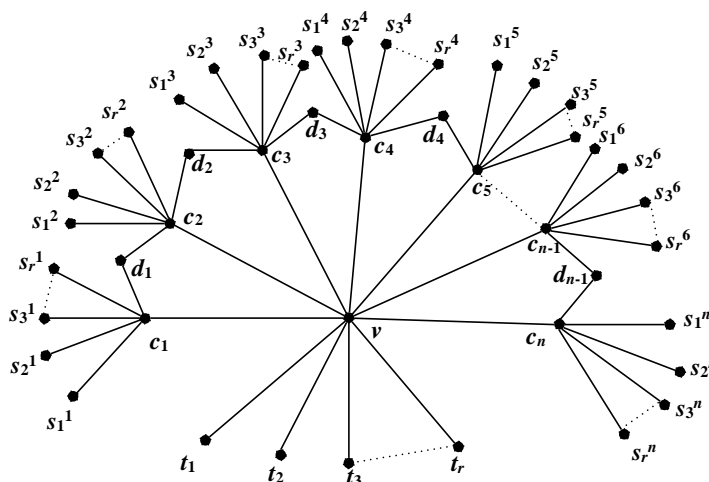 s₁⁴ s₂⁴ s₃⁴
s₂³ s₃³ sᵣ³ sᵣ⁴ s₁⁵
s₁³ s₂⁵
s₃⁵
sᵣ² d₃ d₄ sᵣ⁵ s₁⁶
s₃² d₂ c₃ c₄ s₂⁶
s₂² c₅ s₃⁶
s₁² c₂ cₙ₋₁ sᵣ⁶
sᵣ¹ d₁ dₙ₋₁
s₃¹ c₁ v cₙ s₁ⁿ
s₂¹ s₂
s₁¹ s₃ⁿ
t₁ t₂ t₃ tᵣ sᵣⁿ